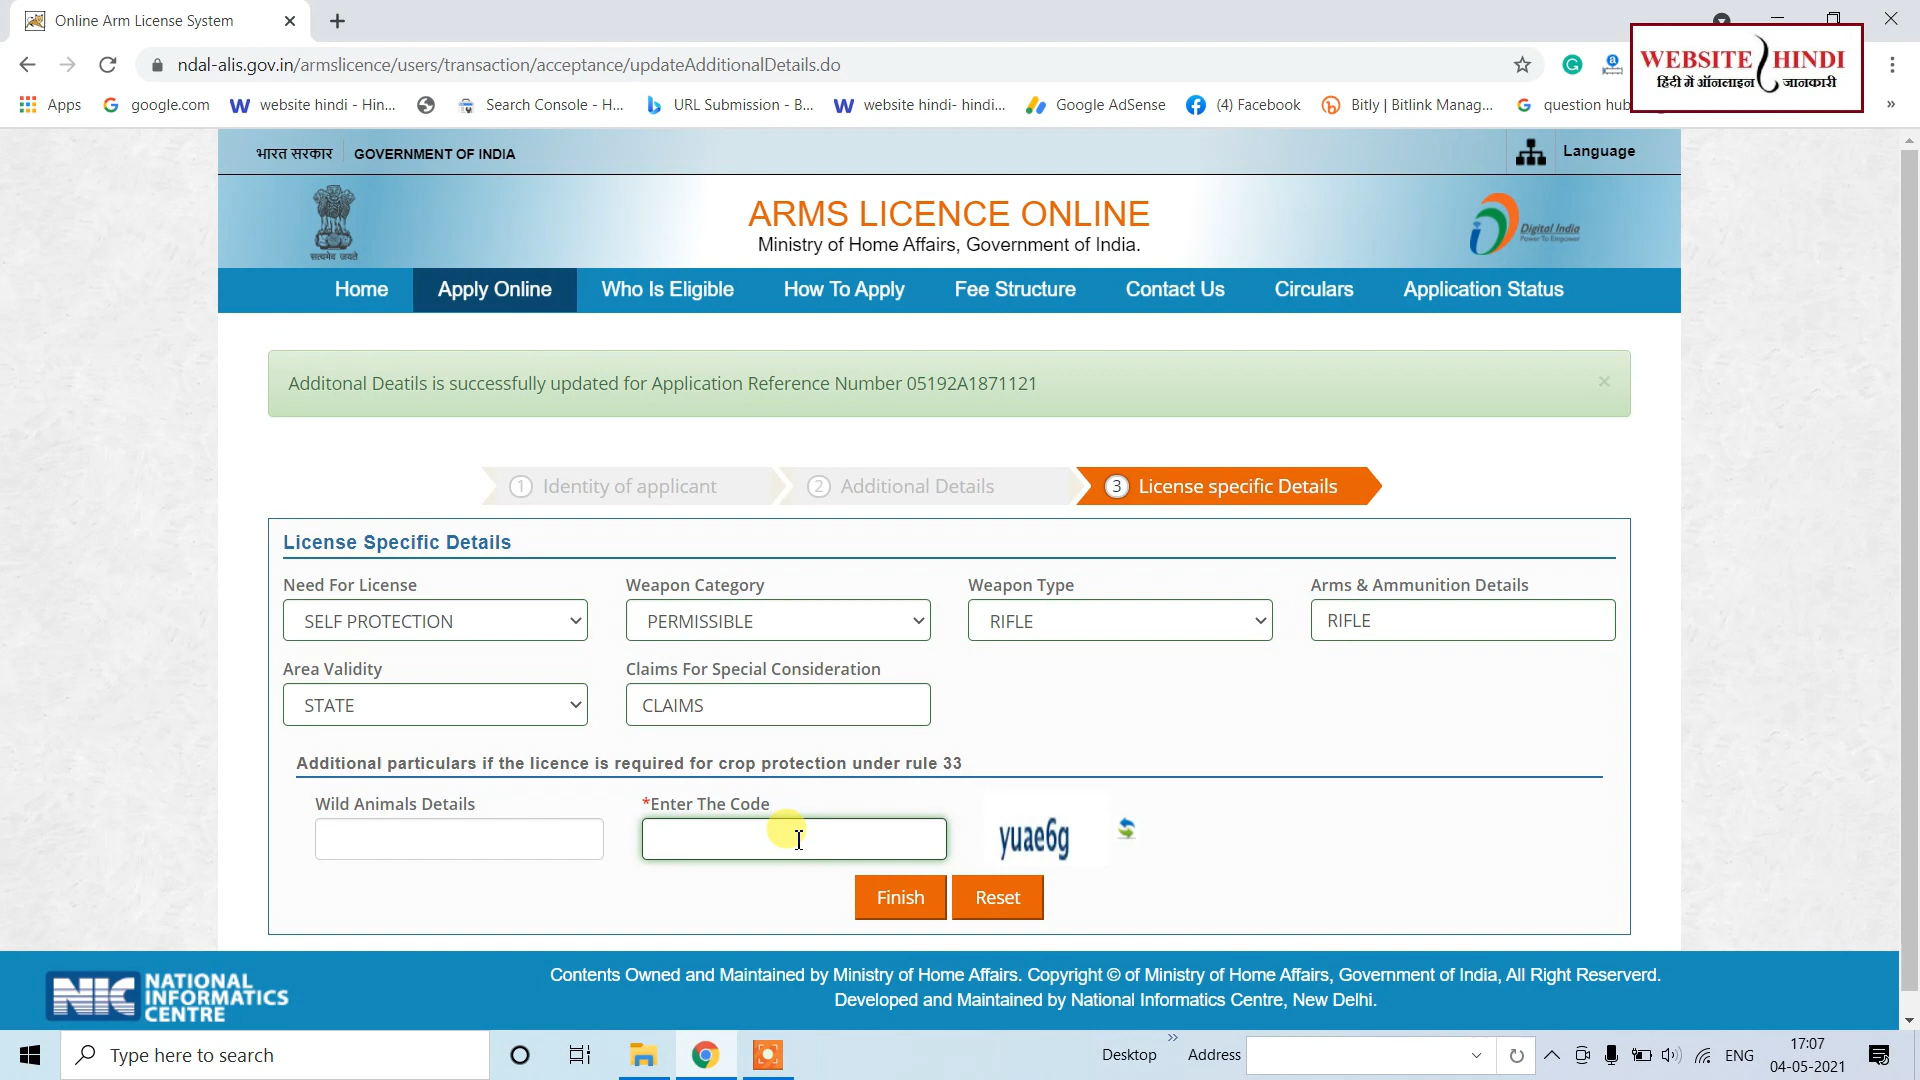 Online Arm License System
ndal-alis.gov.in/armslicence/users/transaction/acceptance/updateAdditionalDetails.do
WEBSITE HINDI
हिंदी में ऑनलाइन जानकारी
Apps google.com website hindi - Hin... Search Console - H... URL Submission - B... website hindi- hindi... Google AdSense (4) Facebook Bitly | Bitlink Manag... question hub »
भारत सरकार GOVERNMENT OF INDIA Language
सत्यमेव जयते
ARMS LICENCE ONLINE
Ministry of Home Affairs, Government of India.
Digital India
Power To Empower
Home Apply Online Who Is Eligible How To Apply Fee Structure Contact Us Circulars Application Status
Additonal Deatils is successfully updated for Application Reference Number 05192A1871121 ×
1 Identity of applicant 2 Additional Details 3 License specific Details
License Specific Details
Need For License Weapon Category Weapon Type Arms & Ammunition Details
SELF PROTECTION PERMISSIBLE RIFLE RIFLE
Area Validity Claims For Special Consideration
STATE CLAIMS
Additional particulars if the licence is required for crop protection under rule 33
Wild Animals Details *Enter The Code
yuae6g
Finish Reset
NIC NATIONAL INFORMATICS CENTRE
Contents Owned and Maintained by Ministry of Home Affairs. Copyright © of Ministry of Home Affairs, Government of India, All Right Reserverd.
Developed and Maintained by National Informatics Centre, New Delhi.
Type here to search Desktop » Address ENG 17:07
04-05-2021